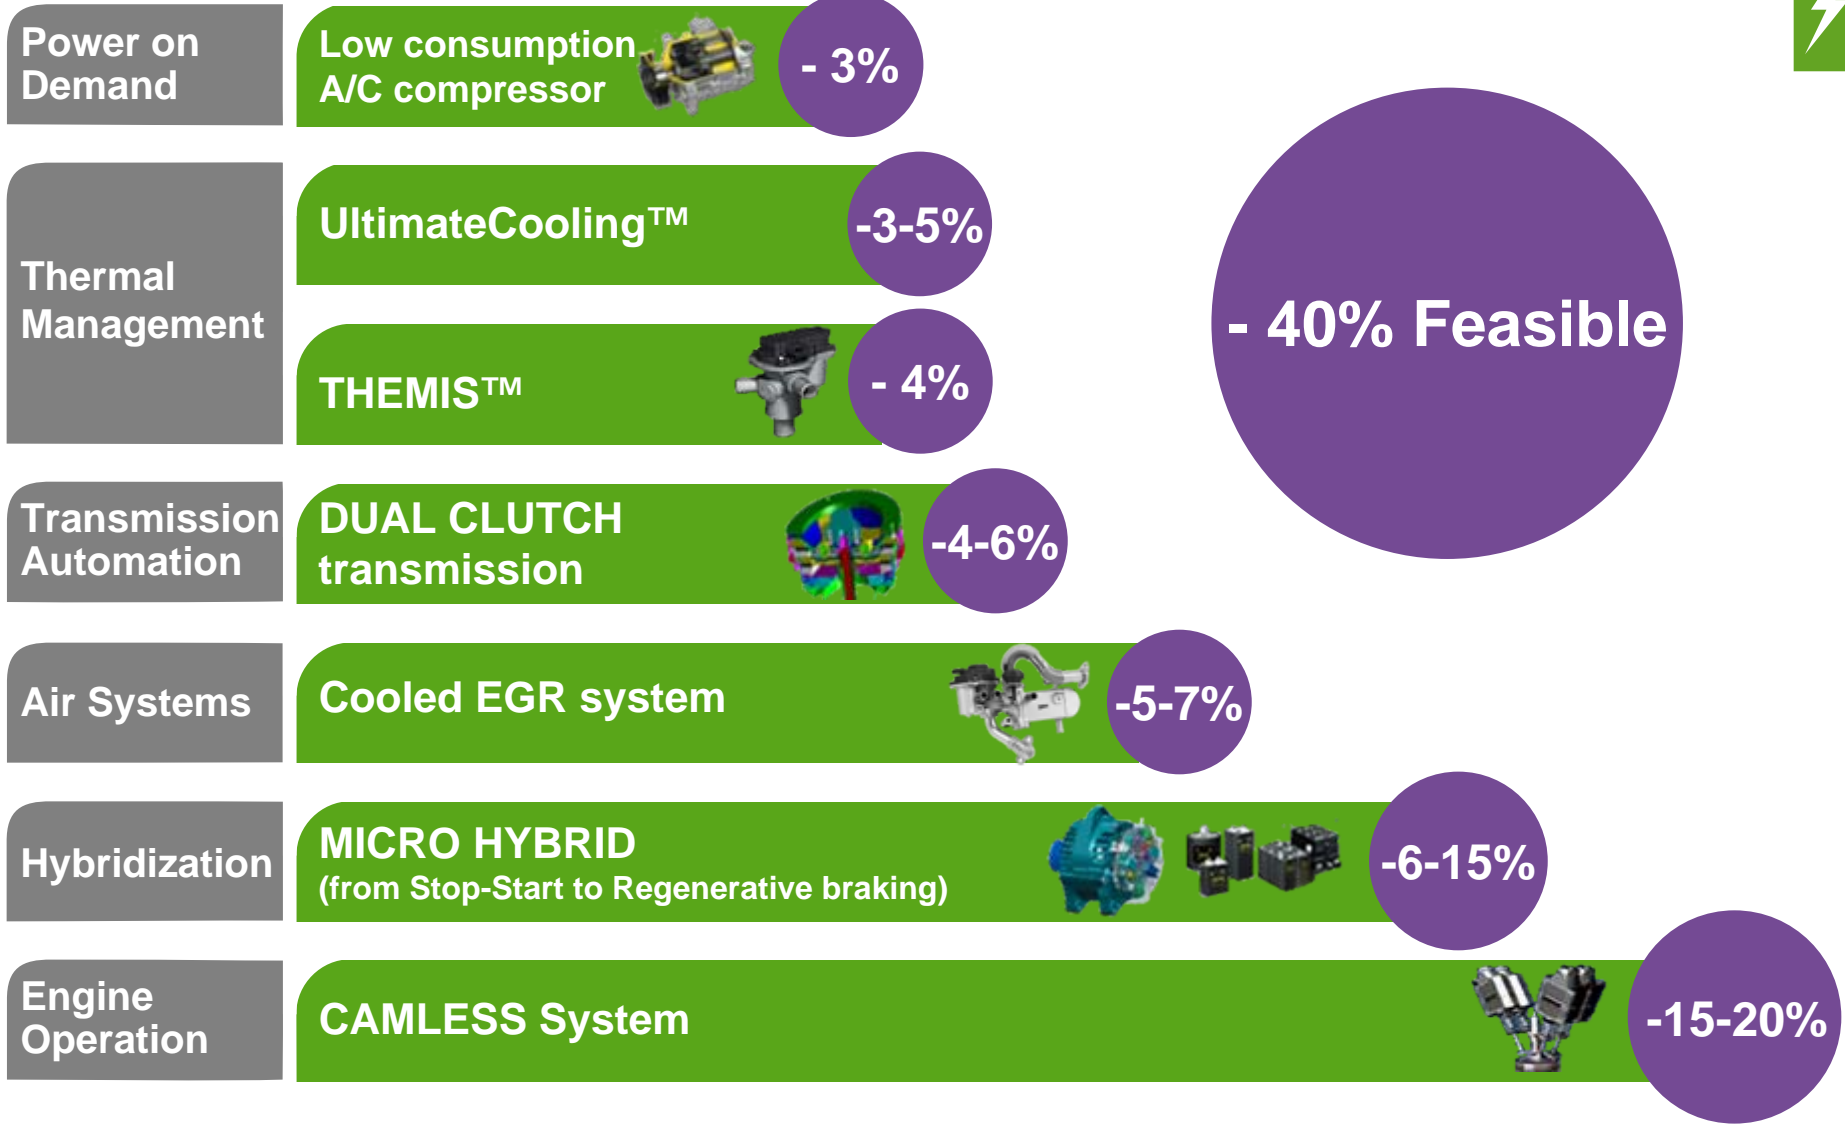 Power on
Demand
Low consumption
A/C compressor
- 3%
UltimateCooling™
-3-5%
Thermal
Management
- 40% Feasible
THEMIS™
- 4%
Transmission
Automation
DUAL CLUTCH
transmission
-4-6%
Air Systems
Cooled EGR system
-5-7%
Hybridization
MICRO HYBRID
(from Stop-Start to Regenerative braking)
-6-15%
Engine
Operation
CAMLESS System
-15-20%